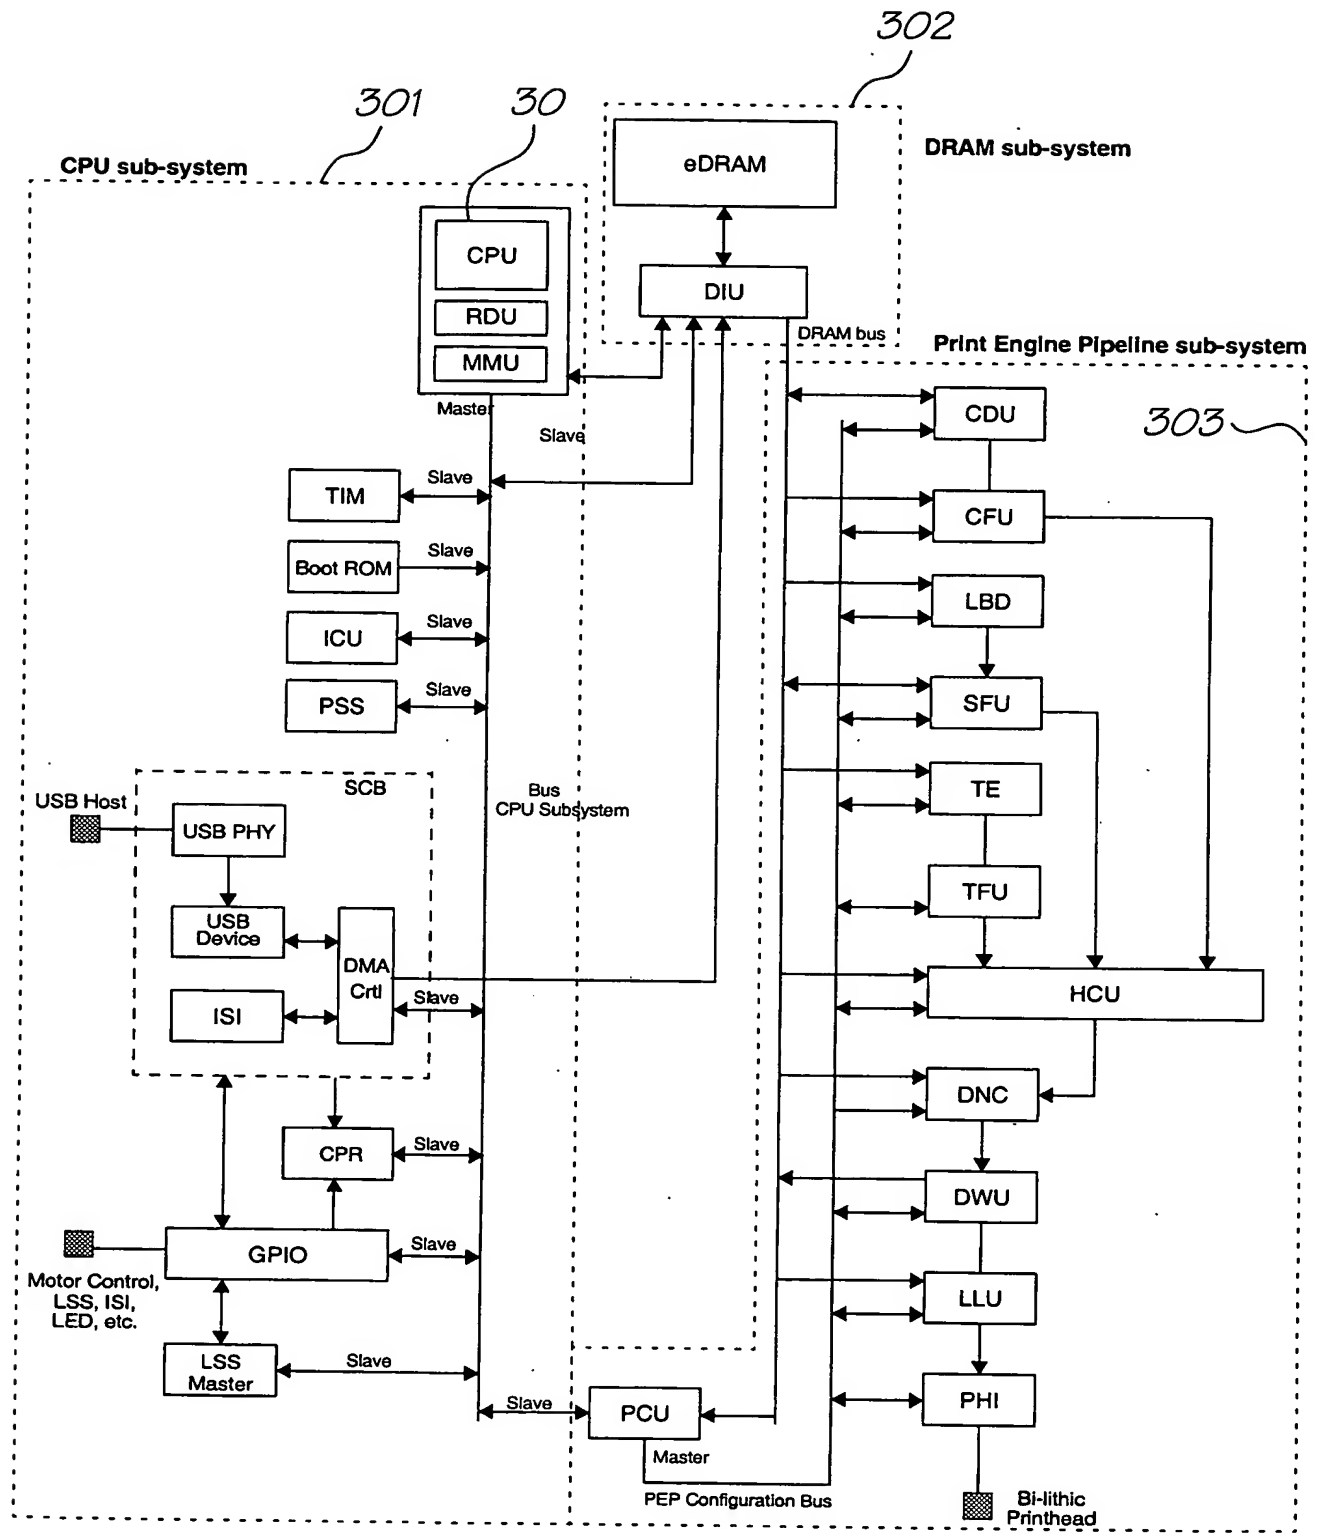 302
301
30
CPU sub-system
eDRAM
DRAM sub-system
CPU
DIU
RDU
DRAM bus
Print Engine Pipeline sub-system
MMU
Master
Slave
CDU
303
TIM
Slave
CFU
Boot ROM
Slave
LBD
ICU
Slave
PSS
Slave
SFU
SCB
USB Host
Bus
CPU Subsystem
TE
USB PHY
TFU
USB
Device
DMA
Crtl
Slave
HCU
ISI
DNC
CPR
Slave
DWU
GPIO
Slave
Motor Control,
LSS, ISI,
LED, etc.
LLU
LSS
Master
Slave
Slave
PCU
PHI
Master
PEP Configuration Bus
Bi-lithic
Printhead